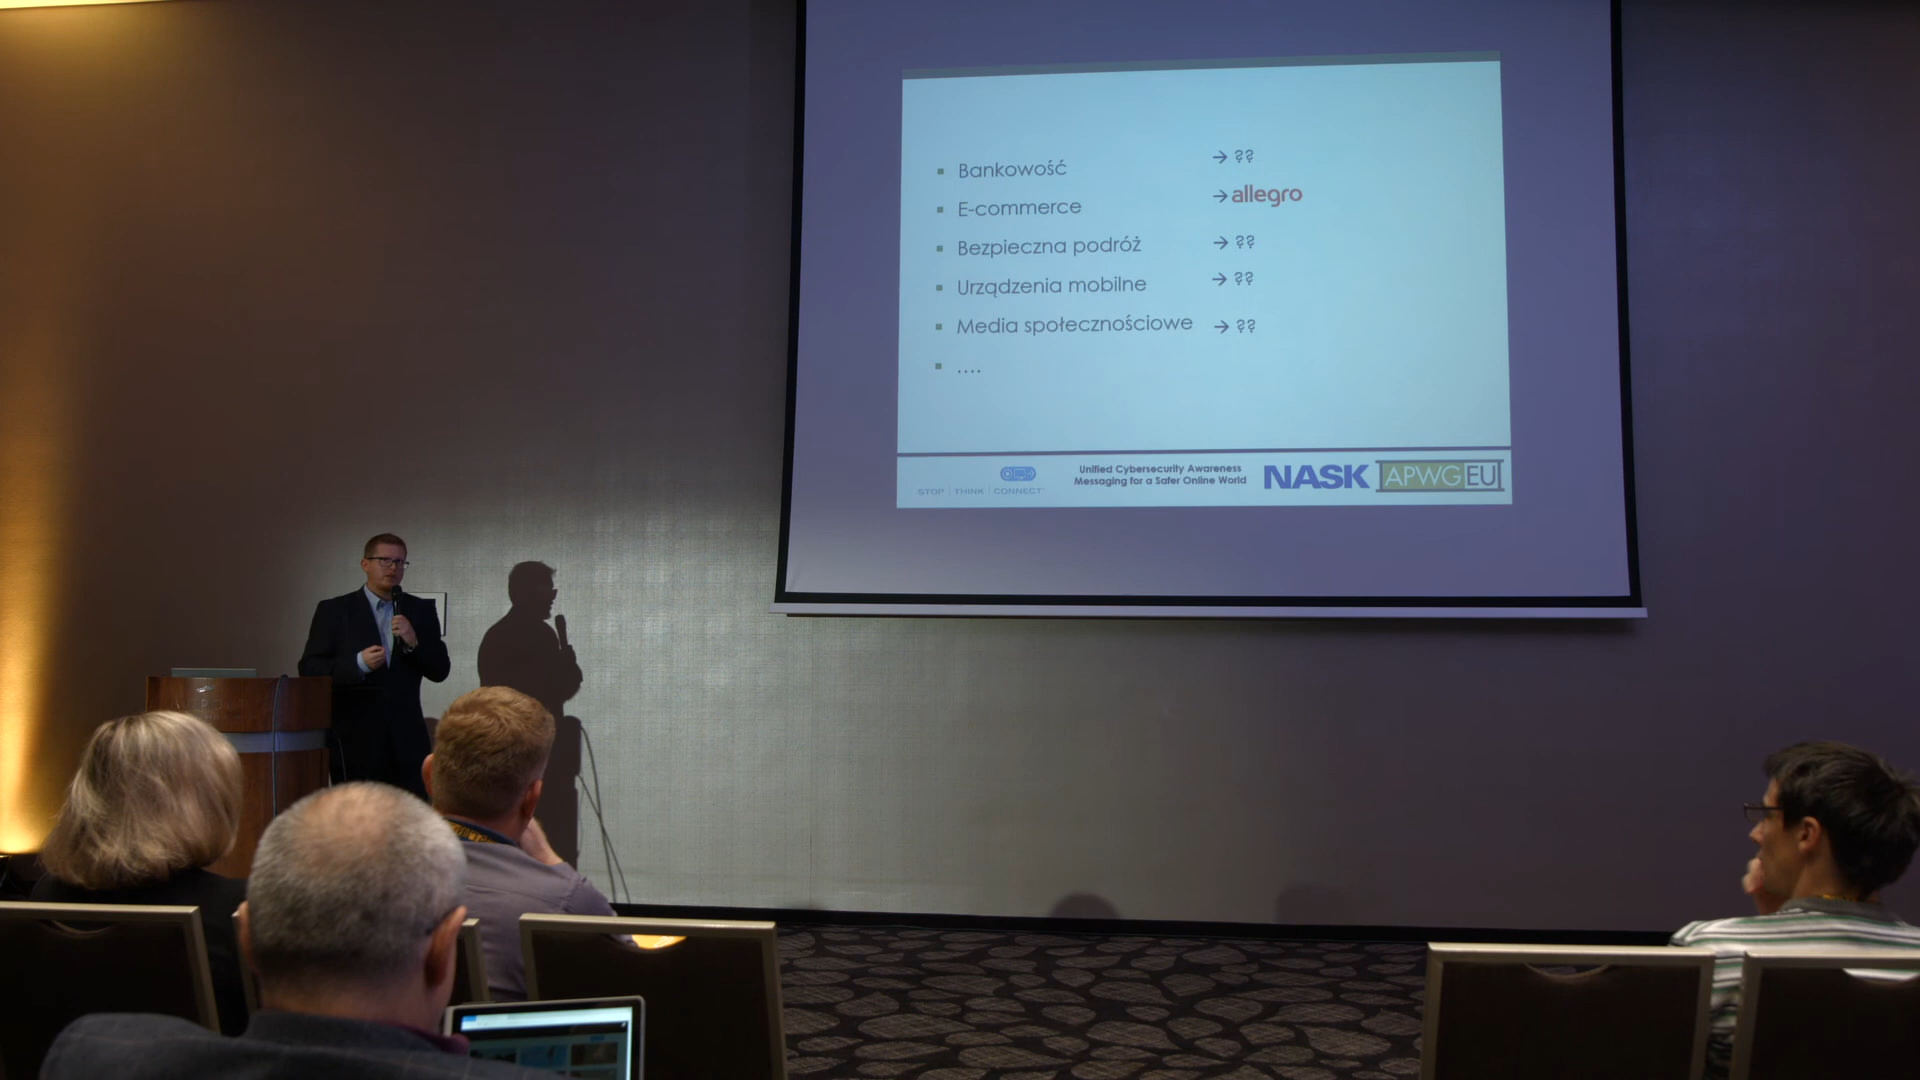 Bankowość → ??
E-commerce → allegro
Bezpieczna podróż → ??
Urządzenia mobilne → ??
Media społecznościowe → ??
....
STOP | THINK | CONNECT
Unified Cybersecurity Awareness
Messaging for a Safer Online World
NASK
APWG EU